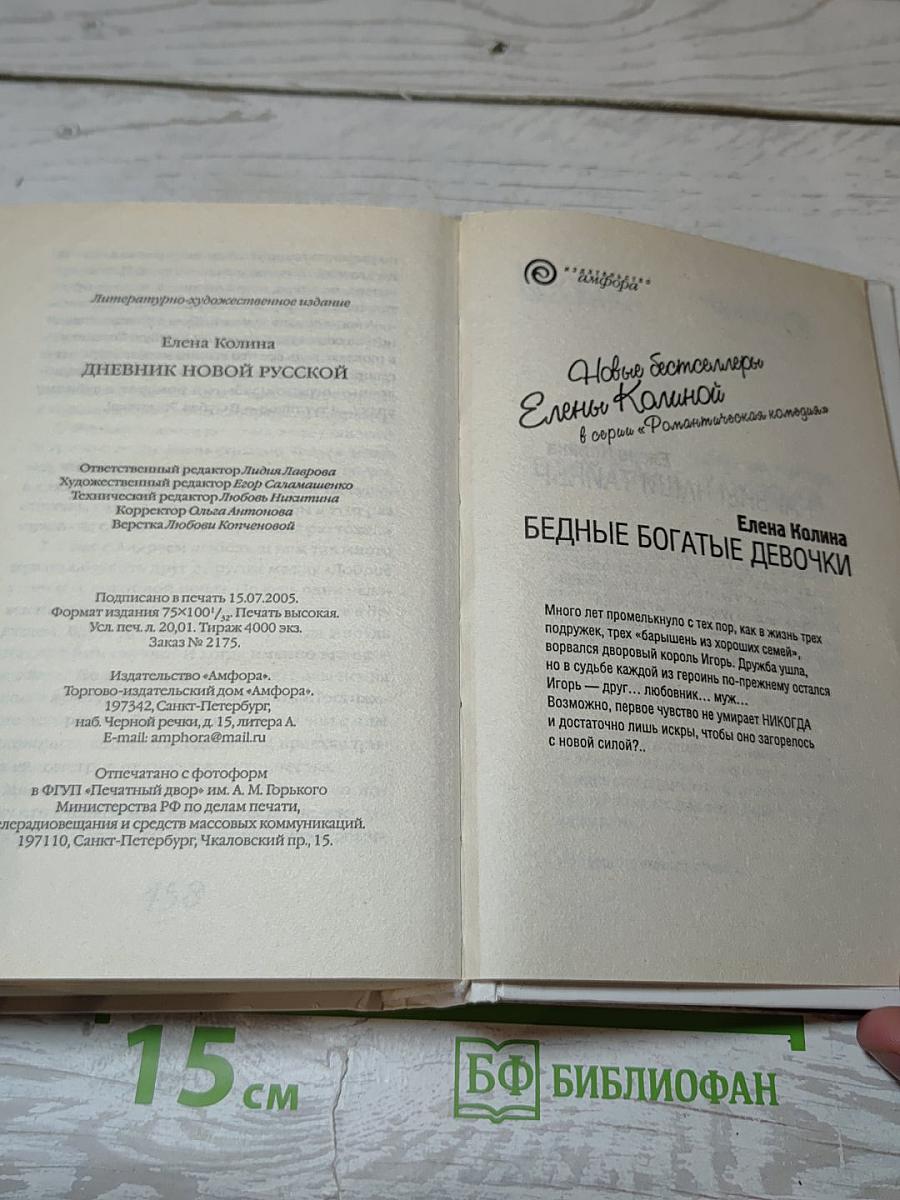 Литературно-художественное издание
Елена Колина
ДНЕВНИК НОВОЙ РУССКОЙ
Ответственный редактор Лидия Лаврова
Художественный редактор Егор Саламашенко
Технический редактор Любовь Никитина
Корректор Ольга Антонова
Верстка Любови Копченовой
Подписано в печать 15.07.2005.
Формат издания 75×100 1/32. Печать высокая.
Усл. печ. л. 20,01. Тираж 4000 экз.
Заказ № 2175.
Издательство «Амфора».
Торгово-издательский дом «Амфора».
197342, Санкт-Петербург,
наб. Черной речки, д. 15, литера А.
E-mail: amphora@mail.ru
Отпечатано с фотоформ
в ФГУП «Печатный двор» им. А. М. Горького
Министерства РФ по делам печати,
елерадиовещания и средств массовых коммуникаций.
197110, Санкт-Петербург, Чкаловский пр., 15.
158
ИЗДАТЕЛЬСТВО
амфора
Новые бестселлеры
Елены Колиной
в серии «Романтическая комедия»
Елена Колина
БЕДНЫЕ БОГАТЫЕ ДЕВОЧКИ
Много лет промелькнуло с тех пор, как в жизнь трех
подружек, трех «барышень из хороших семей»,
ворвался дворовый король Игорь. Дружба ушла,
но в судьбе каждой из героинь по-прежнему остался
Игорь — друг... любовник... муж...
Возможно, первое чувство не умирает НИКОГДА
и достаточно лишь искры, чтобы оно загорелось
с новой силой?..
15 см
БФ БИБЛИОФАН